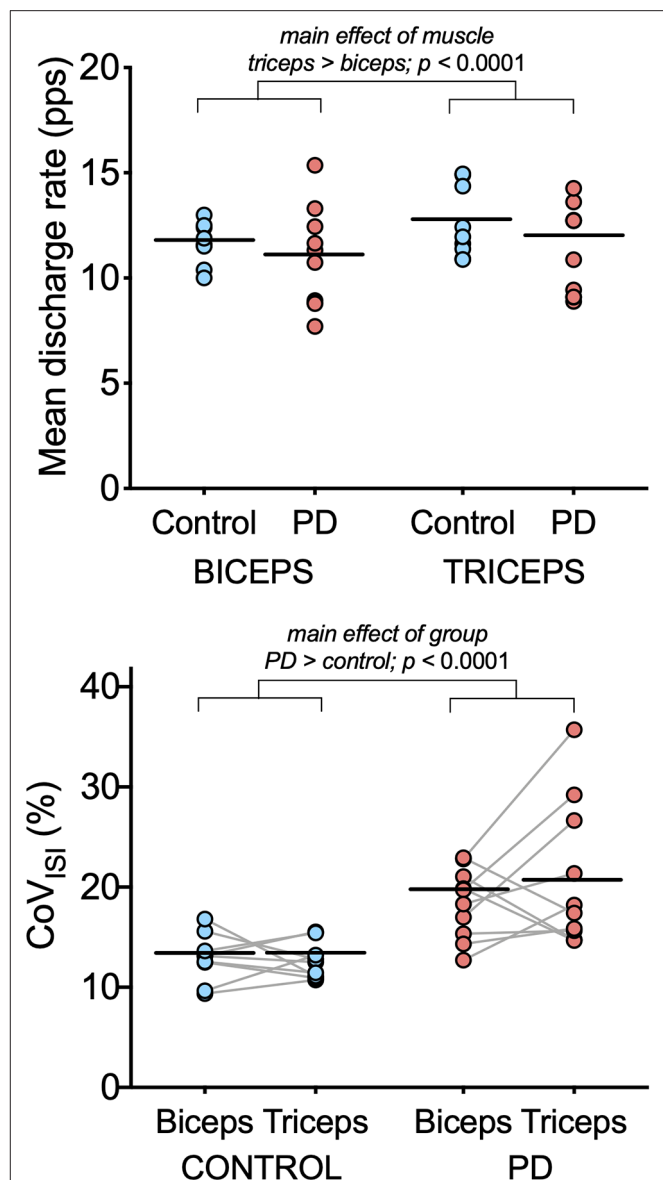 main effect of muscle
triceps > biceps; p < 0.0001
20
15
10
5
0
Mean discharge rate (pps)
Control PD Control PD
BICEPS TRICEPS
main effect of group
PD > control; p < 0.0001
40
30
20
10
0
CoV_ISI (%)
Biceps Triceps Biceps Triceps
CONTROL PD